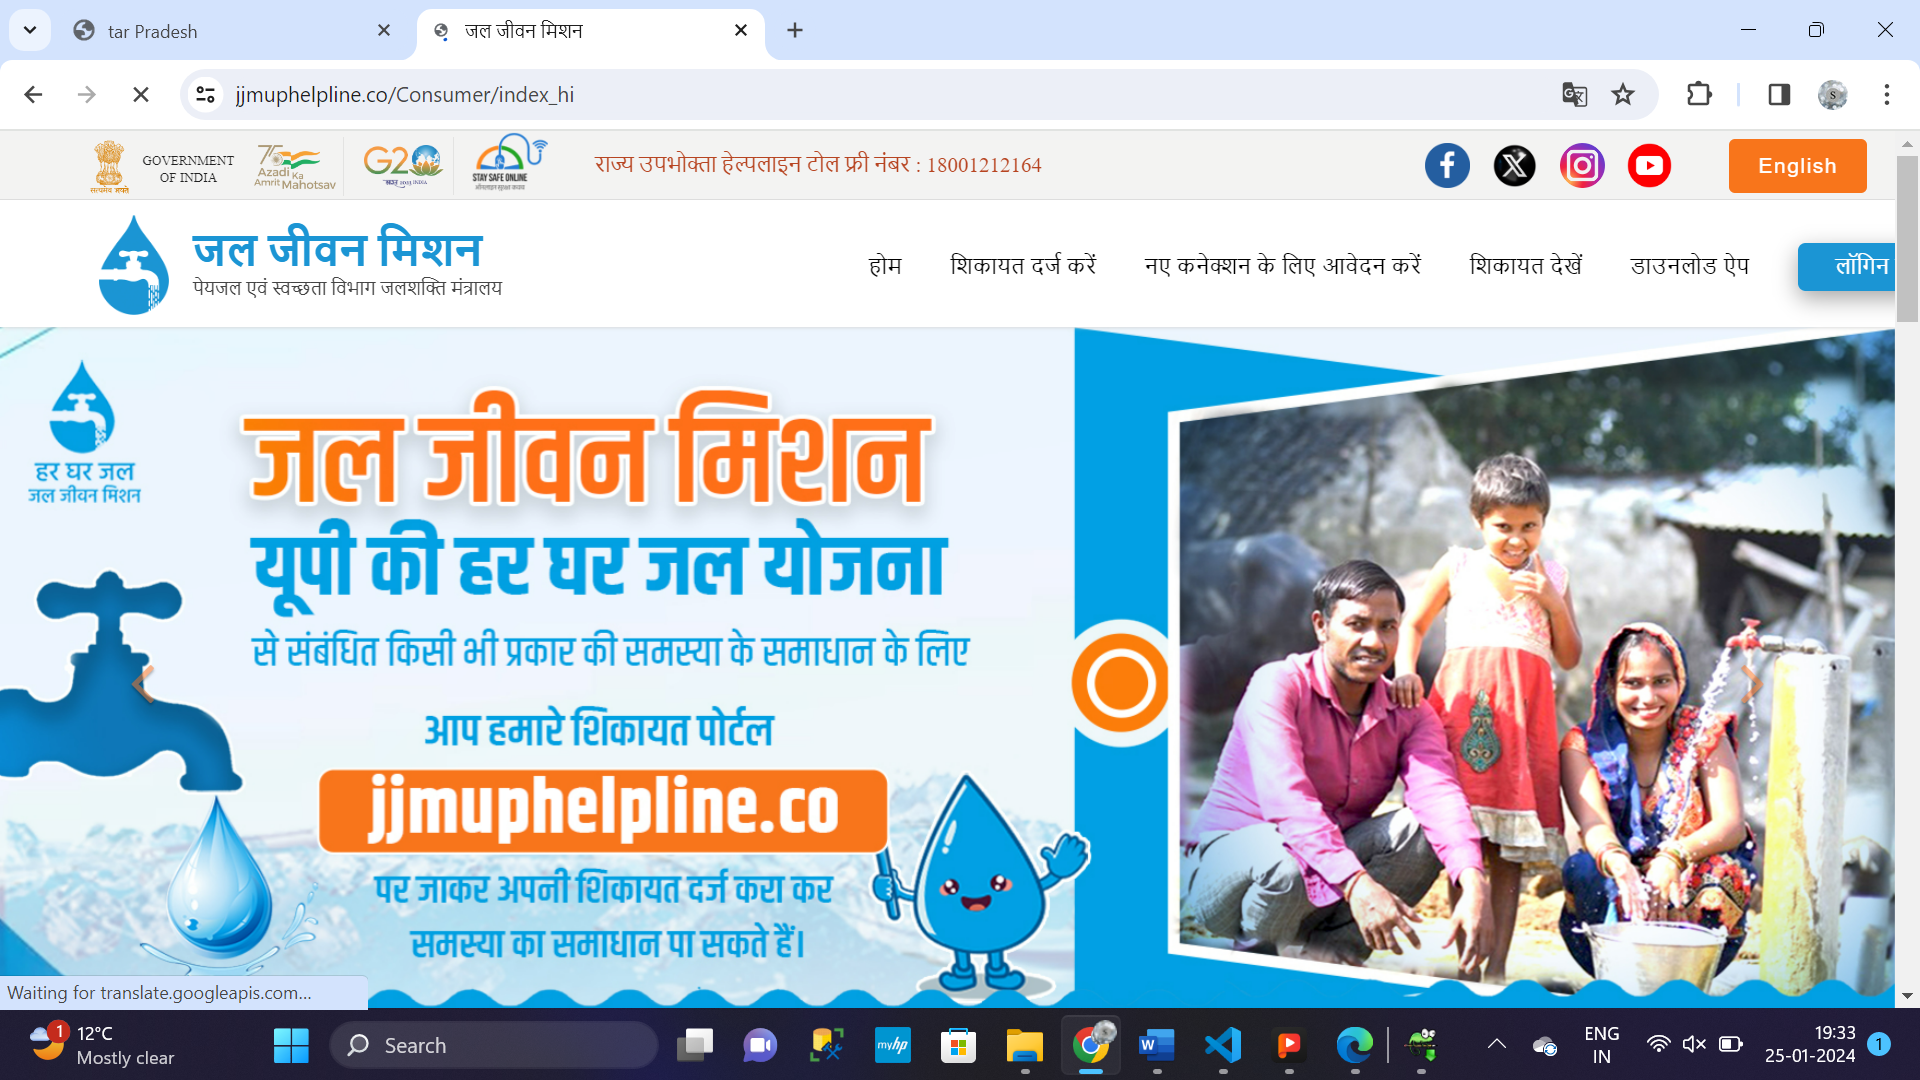 tar Pradesh
जल जीवन मिशन
jjmuphelpline.co/Consumer/index_hi
सत्यमेव जयते
GOVERNMENT
OF INDIA
75
Azadi Ka
Amrit Mahotsav
G20
STAY SAFE ONLINE
राज्य उपभोक्ता हेल्पलाइन टोल फ्री नंबर : 18001212164
English
जल जीवन मिशन
पेयजल एवं स्वच्छता विभाग जलशक्ति मंत्रालय
होम
शिकायत दर्ज करें
नए कनेक्शन के लिए आवेदन करें
शिकायत देखें
डाउनलोड ऐप
लॉगिन
हर घर जल
जल जीवन मिशन
जल जीवन मिशन
यूपी की हर घर जल योजना
से संबंधित किसी भी प्रकार की समस्या के समाधान के लिए
आप हमारे शिकायत पोर्टल
jjmuphelpline.co
पर जाकर अपनी शिकायत दर्ज करा कर
समस्या का समाधान पा सकते हैं।
Waiting for translate.googleapis.com...
1
12°C
Mostly clear
Search
myhp
ENG
IN
19:33
25-01-2024
1